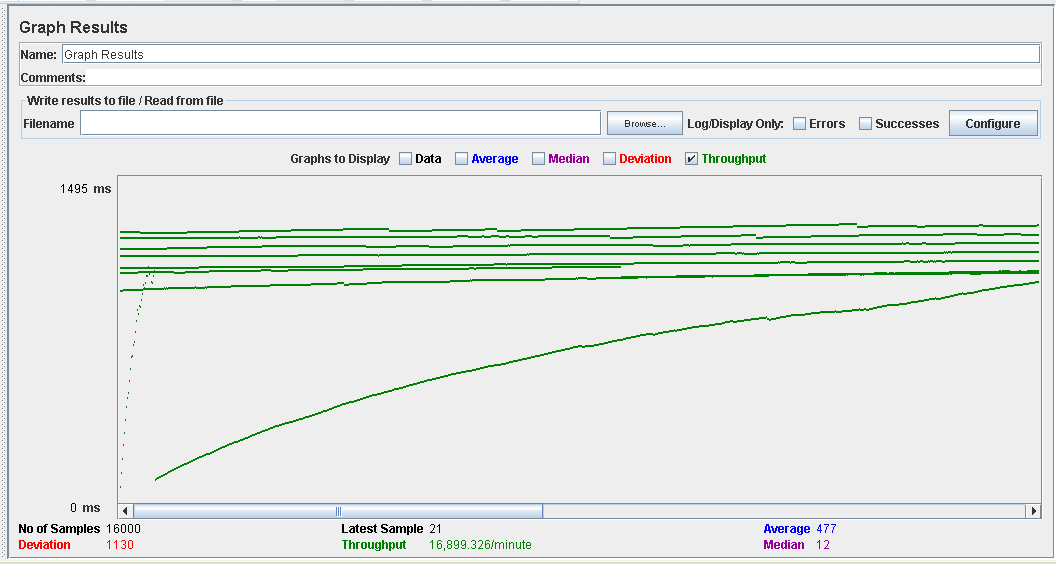 Graph Results
Name: Graph Results
Comments:
Write results to file / Read from file
Filename Browse... Log/Display Only: Errors Successes Configure
Graphs to Display Data Average Median Deviation Throughput
1495 ms
0 ms
No of Samples 16000 Latest Sample 21 Average 477
Deviation 1130 Throughput 16,899.326/minute Median 12